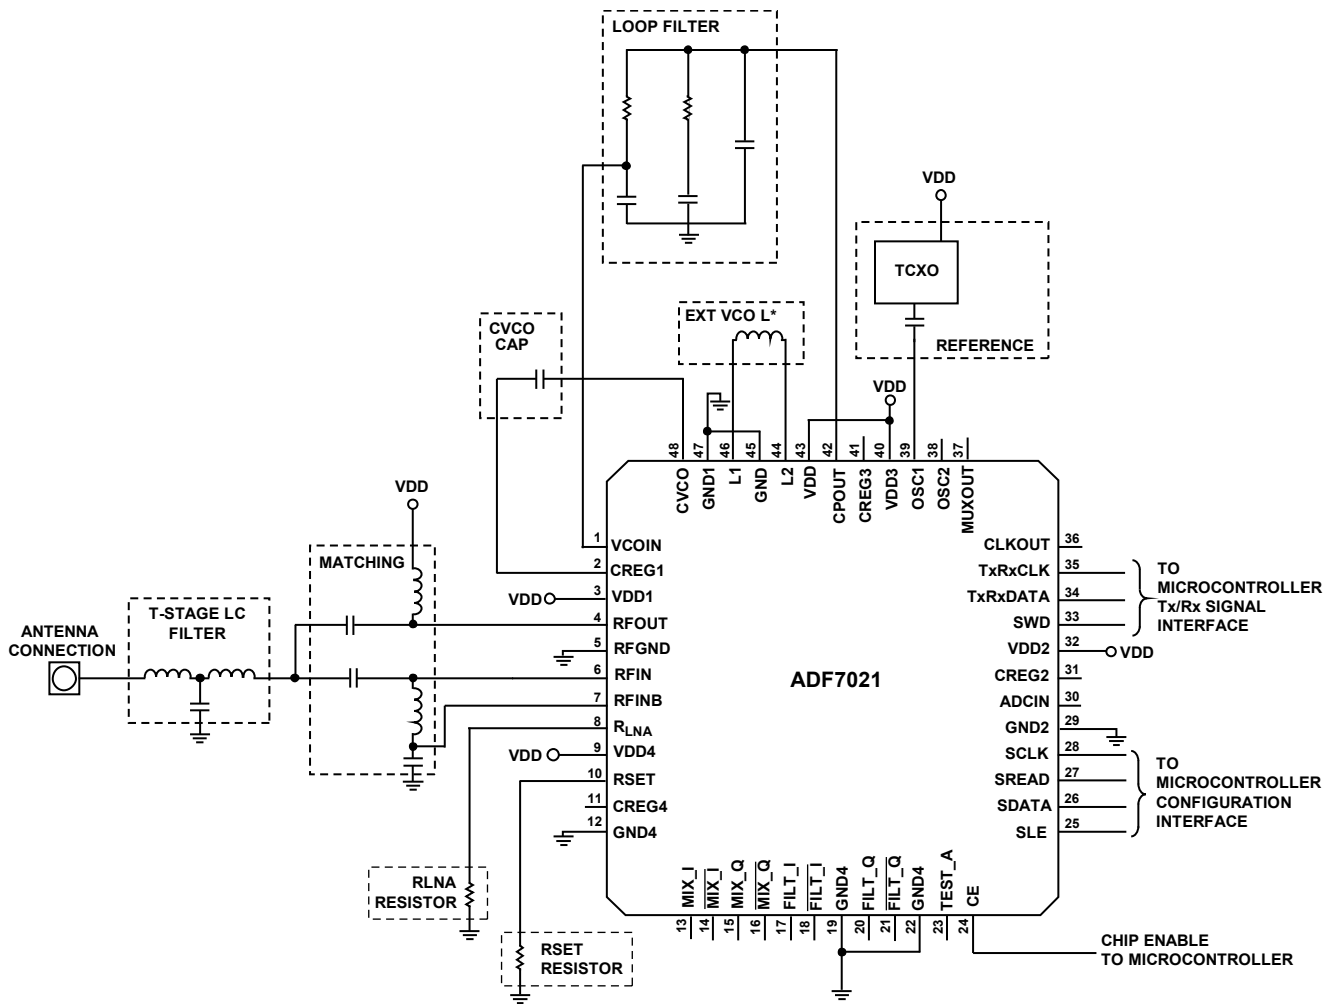 LOOP FILTER
VDD
TCXO
REFERENCE
EXT VCO L*
CVCO
CAP
VDD
48
47
46
45
44
43
42
41
40
39
38
37
CVCO
GND1
L1
GND
L2
VDD
CPOUT
CREG3
VDD3
OSC1
OSC2
MUXOUT
VDD
MATCHING
T-STAGE LC
FILTER
ANTENNA
CONNECTION
1 VCOIN
2 CREG1
VDD 3 VDD1
4 RFOUT
5 RFGND
6 RFIN
7 RFINB
8 RLNA
VDD 9 VDD4
10 RSET
11 CREG4
12 GND4
ADF7021
CLKOUT 36
TxRxCLK 35
TxRxDATA 34
SWD 33
VDD2 32 VDD
CREG2 31
ADCIN 30
GND2 29
SCLK 28
SREAD 27
SDATA 26
SLE 25
TO
MICROCONTROLLER
Tx/Rx SIGNAL
INTERFACE
TO
MICROCONTROLLER
CONFIGURATION
INTERFACE
MIX_I
MIX_I
MIX_Q
MIX_Q
FILT_I
FILT_I
GND4
FILT_Q
FILT_Q
GND4
TEST_A
CE
13
14
15
16
17
18
19
20
21
22
23
24
RLNA
RESISTOR
RSET
RESISTOR
CHIP ENABLE
TO MICROCONTROLLER